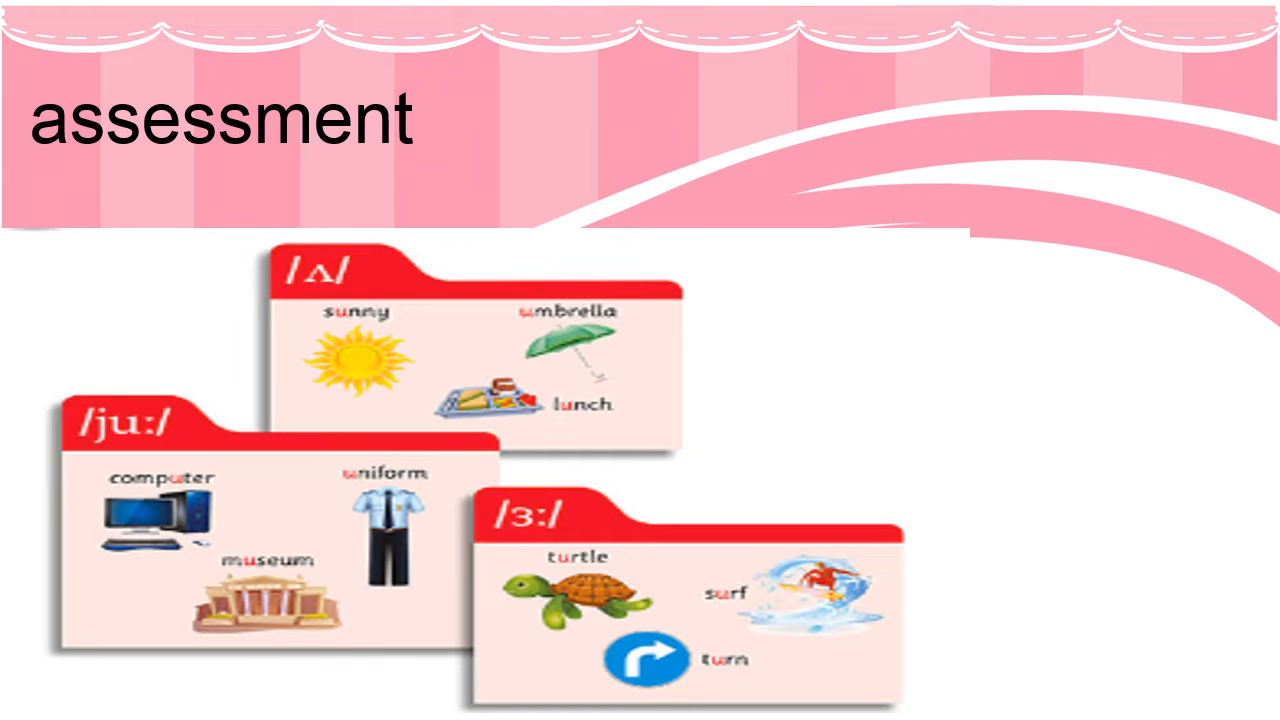 assessment
/ʌ/
sunny umbrella
lunch
/ju:/
computer uniform
museum
/ɜ:/
turtle
surf
turn